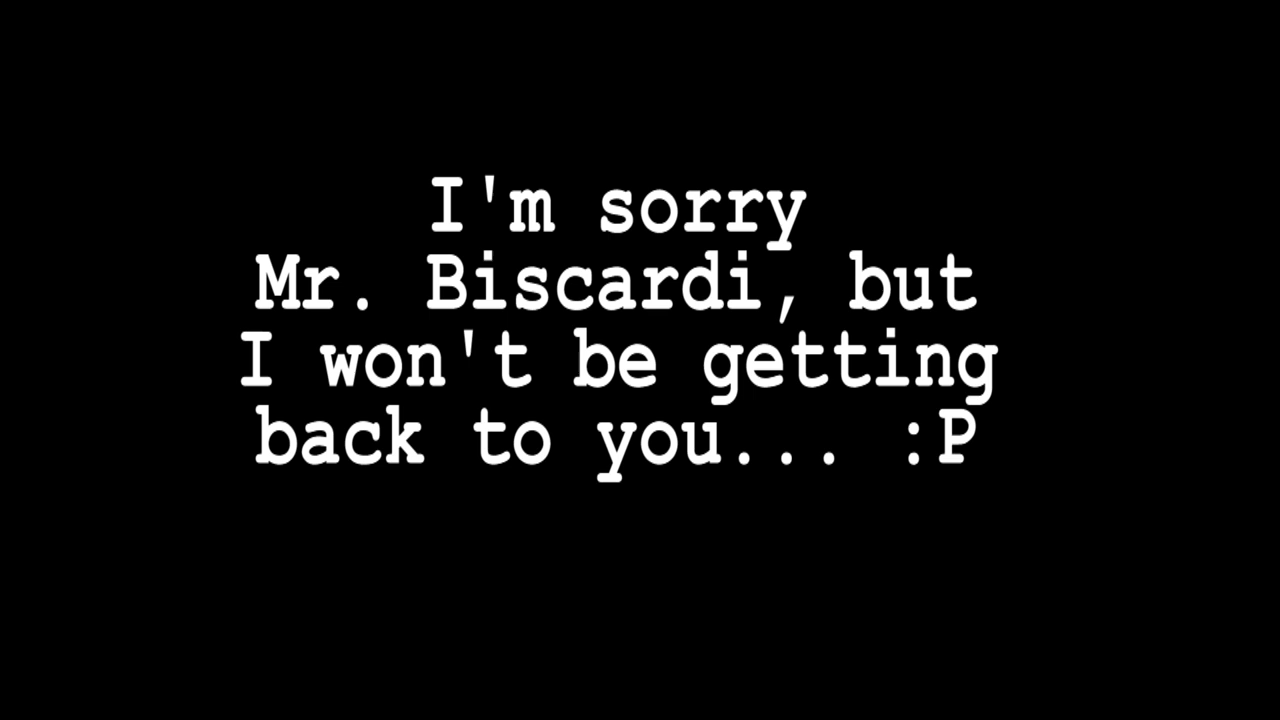 I'm sorry
Mr. Biscardi, but
I won't be getting
back to you... :P